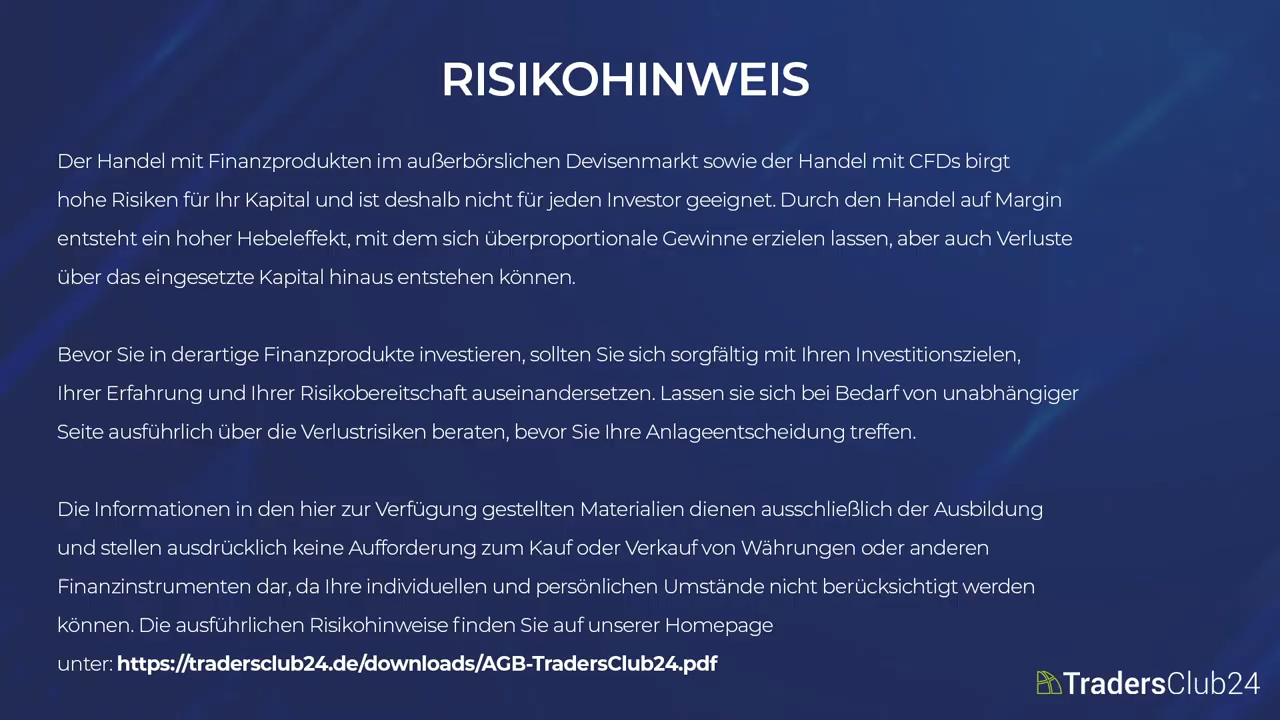 RISIKOHINWEIS
Der Handel mit Finanzprodukten im außerbörslichen Devisenmarkt sowie der Handel mit CFDs birgt
hohe Risiken für Ihr Kapital und ist deshalb nicht für jeden Investor geeignet. Durch den Handel auf Margin
entsteht ein hoher Hebeleffekt, mit dem sich überproportionale Gewinne erzielen lassen, aber auch Verluste
über das eingesetzte Kapital hinaus entstehen können.
Bevor Sie in derartige Finanzprodukte investieren, sollten Sie sich sorgfältig mit Ihren Investitionszielen,
Ihrer Erfahrung und Ihrer Risikobereitschaft auseinandersetzen. Lassen sie sich bei Bedarf von unabhängiger
Seite ausführlich über die Verlustrisiken beraten, bevor Sie Ihre Anlageentscheidung treffen.
Die Informationen in den hier zur Verfügung gestellten Materialien dienen ausschließlich der Ausbildung
und stellen ausdrücklich keine Aufforderung zum Kauf oder Verkauf von Währungen oder anderen
Finanzinstrumenten dar, da Ihre individuellen und persönlichen Umstände nicht berücksichtigt werden
können. Die ausführlichen Risikohinweise finden Sie auf unserer Homepage
unter: https://tradersclub24.de/downloads/AGB-TradersClub24.pdf
TradersClub24